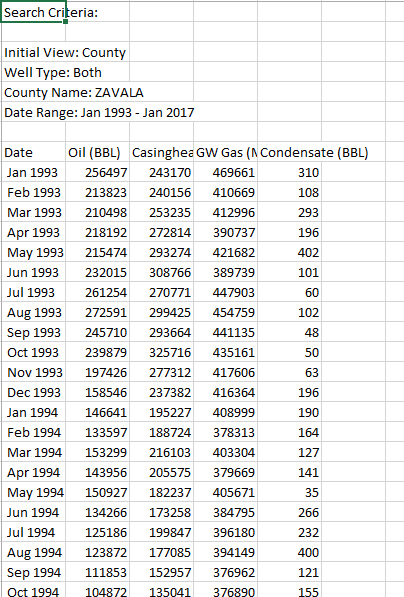 Search Criteria:
Initial View: County
Well Type: Both
County Name: ZAVALA
Date Range: Jan 1993 - Jan 2017
Date Oil (BBL) Casinghea GW Gas (M Condensate (BBL)
Jan 1993 256497 243170 469661 310
Feb 1993 213823 240156 410669 108
Mar 1993 210498 253235 412996 293
Apr 1993 218192 272814 390737 196
May 1993 215474 293274 421682 402
Jun 1993 232015 308766 389739 101
Jul 1993 261254 270771 447903 60
Aug 1993 272591 299425 454759 102
Sep 1993 245710 293664 441135 48
Oct 1993 239879 325716 435161 50
Nov 1993 197426 277312 417606 63
Dec 1993 158546 237382 416364 196
Jan 1994 146641 195227 408999 190
Feb 1994 133597 188724 378313 164
Mar 1994 153299 216103 403304 127
Apr 1994 143956 205575 379669 141
May 1994 150927 182237 405671 35
Jun 1994 134266 173258 384795 266
Jul 1994 125186 199847 396180 232
Aug 1994 123872 177085 394149 400
Sep 1994 111853 152957 376962 121
Oct 1994 104872 135041 376890 155